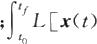 ; ∫_{t_0}^{t_f} L[x(t)